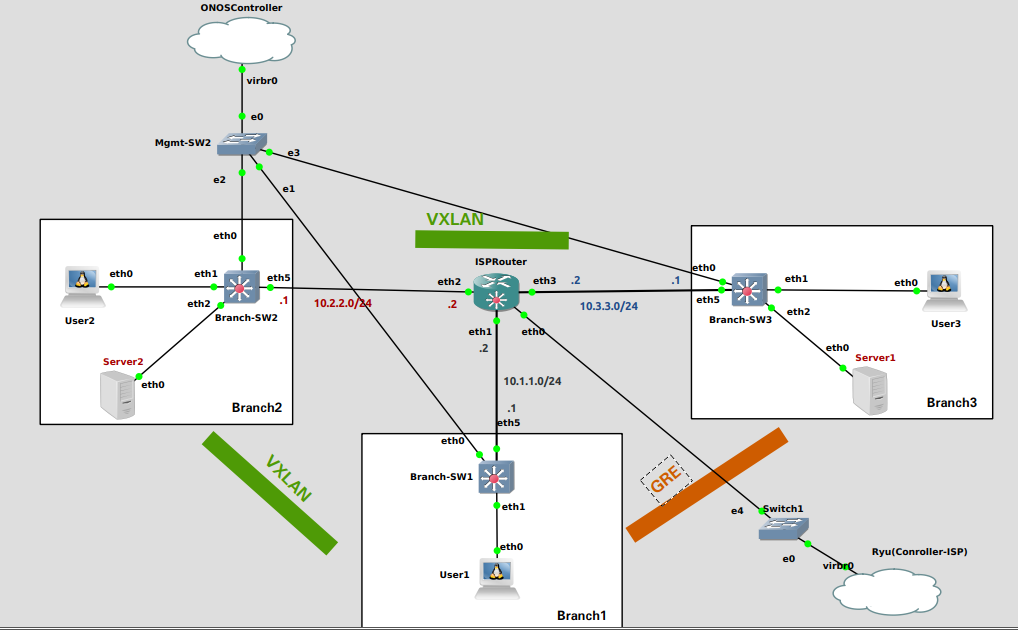 ONOSController
virbr0
e0
Mgmt-SW2
e3
e2
e1
VXLAN
eth0
ISPRouter
eth0
eth1
eth5
eth2
eth3
.2
.1
eth0
eth1
eth0
User2
eth2
.1
10.2.2.0/24
.2
10.3.3.0/24
eth5
Branch-SW2
Branch-SW3
eth2
User3
eth1
eth0
.2
Server2
eth0
eth0
Server1
10.1.1.0/24
Branch2
.1
Branch3
eth5
eth0
VXLAN
Branch-SW1
GRE
eth1
e4
Switch1
eth0
User1
e0
Ryu(Conroller-ISP)
virbr0
Branch1